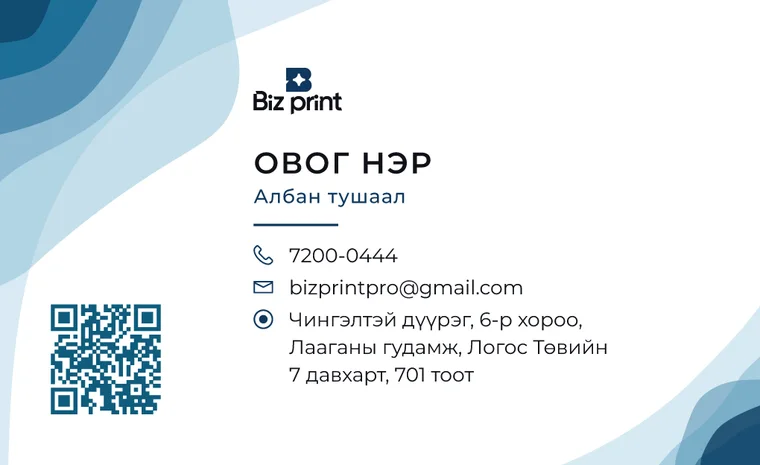 Biz print
ОВОГ НЭР
Албан тушаал
7200-0444
bizprintpro@gmail.com
Чингэлтэй дүүрэг, 6-р хороо,
Лааганы гудамж, Логос Төвийн
7 давхарт, 701 тоот